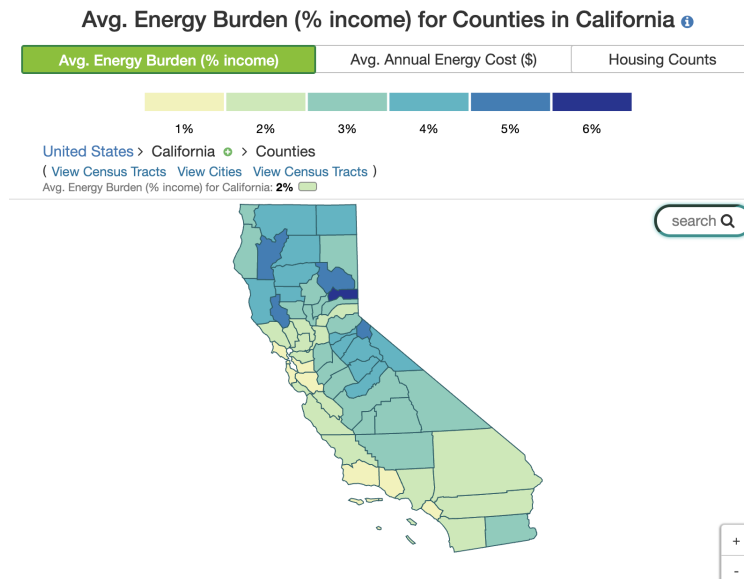 Avg. Energy Burden (% income) for Counties in California i
Avg. Energy Burden (% income) Avg. Annual Energy Cost ($) Housing Counts
1% 2% 3% 4% 5% 6%
United States > California + > Counties
( View Census Tracts View Cities View Census Tracts )
Avg. Energy Burden (% income) for California: 2%
search
+
-